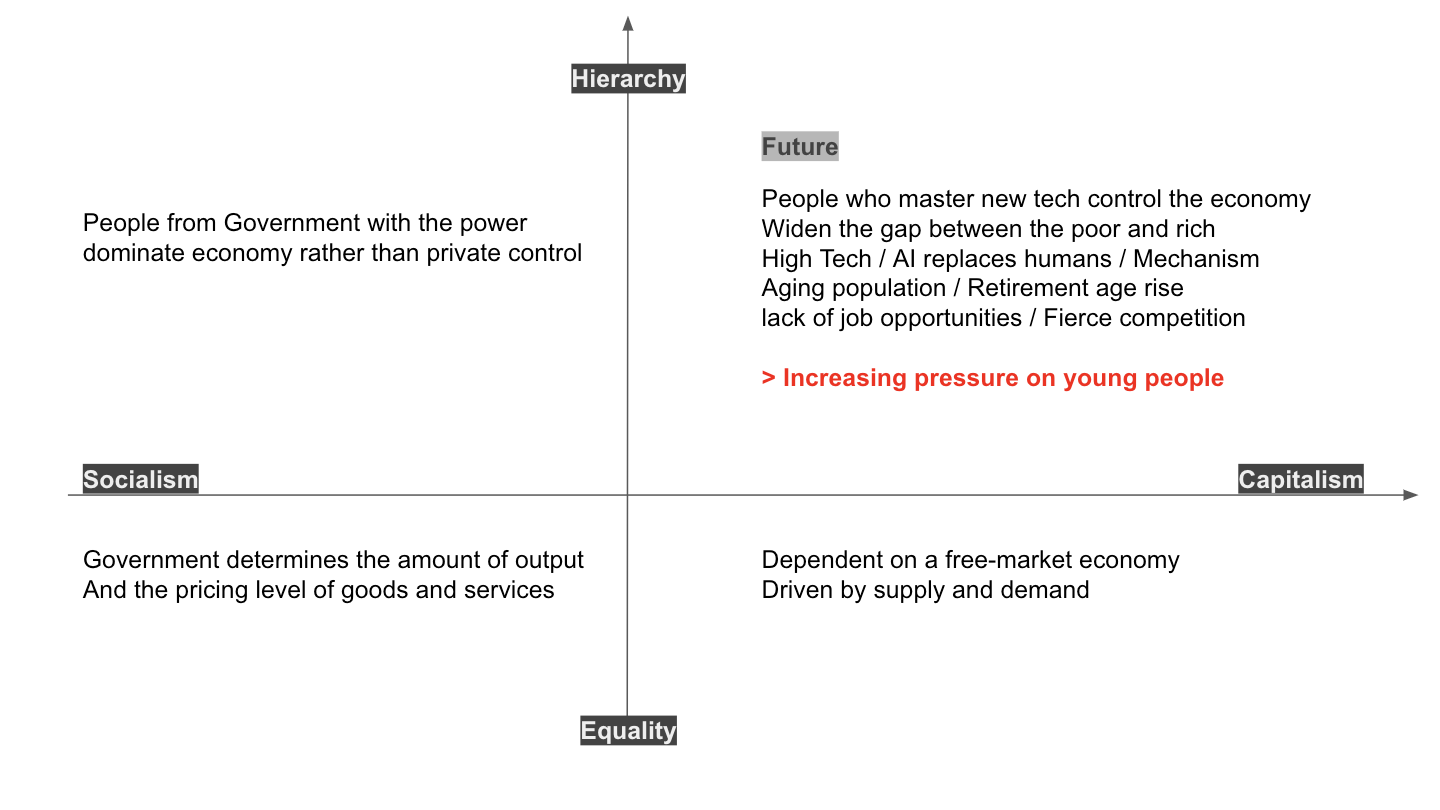 Hierarchy
Future
People from Government with the power
dominate economy rather than private control
People who master new tech control the economy
Widen the gap between the poor and rich
High Tech / AI replaces humans / Mechanism
Aging population / Retirement age rise
lack of job opportunities / Fierce competition
> Increasing pressure on young people
Socialism
Capitalism
Government determines the amount of output
And the pricing level of goods and services
Dependent on a free-market economy
Driven by supply and demand
Equality